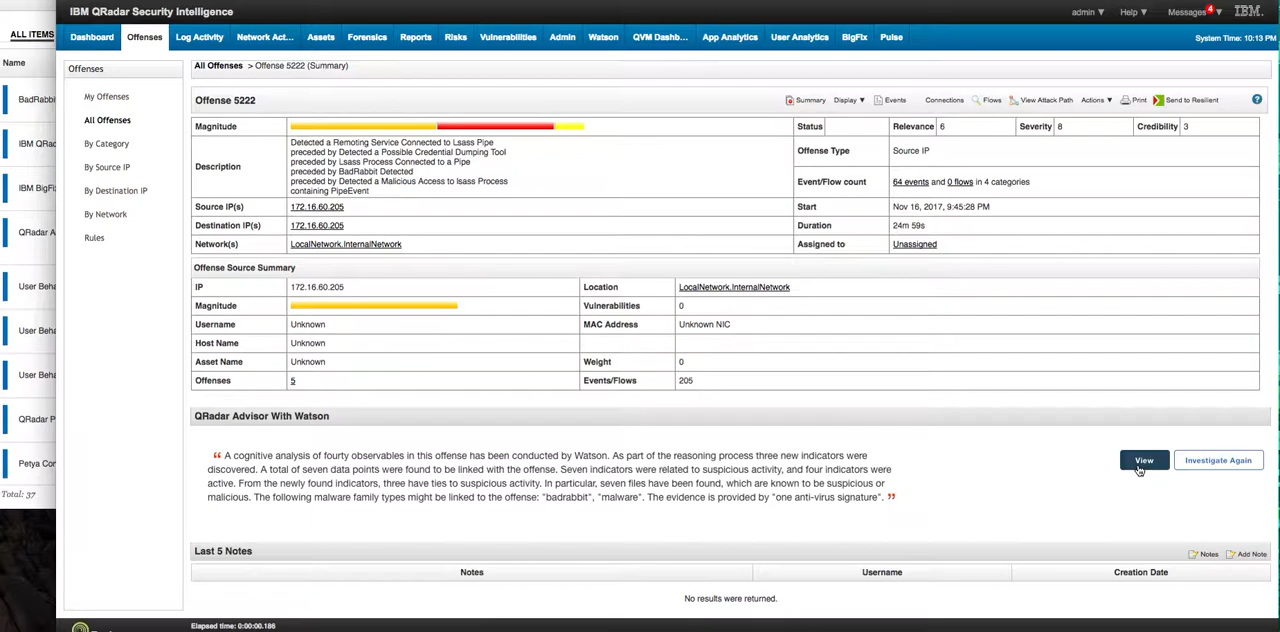 IBM QRadar Security Intelligence
admin ▼ Help ▼ Messages 4 ▼ IBM.
ALL ITEMS
Dashboard Offenses Log Activity Network Act... Assets Forensics Reports Risks Vulnerabilities Admin Watson QVM Dashb... App Analytics User Analytics BigFix Pulse System Time: 10:13 PM
Name
BadRabbi
IBM QRad
IBM BigFi
QRadar A
User Beha
User Beha
User Beha
QRadar P
Petya Cor
Total: 37
Offenses
My Offenses
All Offenses
By Category
By Source IP
By Destination IP
By Network
Rules
All Offenses > Offense 5222 (Summary)
Offense 5222 Summary Display ▼ Events Connections Flows View Attack Path Actions ▼ Print Send to Resilient ?
Magnitude Status Relevance 6 Severity 8 Credibility 3
Description
Detected a Remoting Service Connected to Lsass Pipe
preceded by Detected a Possible Credential Dumping Tool
preceded by Lsass Process Connected to a Pipe
preceded by BadRabbit Detected
preceded by Detected a Malicious Access to lsass Process
containing PipeEvent
Offense Type Source IP
Event/Flow count 64 events and 0 flows in 4 categories
Source IP(s) 172.16.60.205 Start Nov 16, 2017, 9:45:28 PM
Destination IP(s) 172.16.60.205 Duration 24m 59s
Network(s) LocalNetwork.InternalNetwork Assigned to Unassigned
Offense Source Summary
IP 172.16.60.205 Location LocalNetwork.InternalNetwork
Magnitude Vulnerabilities 0
Username Unknown MAC Address Unknown NIC
Host Name Unknown
Asset Name Unknown Weight 0
Offenses 5 Events/Flows 205
QRadar Advisor With Watson
“ A cognitive analysis of fourty observables in this offense has been conducted by Watson. As part of the reasoning process three new indicators were
discovered. A total of seven data points were found to be linked with the offense. Seven indicators were related to suspicious activity, and four indicators were
active. From the newly found indicators, three have ties to suspicious activity. In particular, seven files have been found, which are known to be suspicious or
malicious. The following malware family types might be linked to the offense: "badrabbit", "malware". The evidence is provided by "one anti-virus signature". ”
View Investigate Again
Last 5 Notes Notes Add Note
Notes Username Creation Date
No results were returned.
Elapsed time: 0:00:00.186